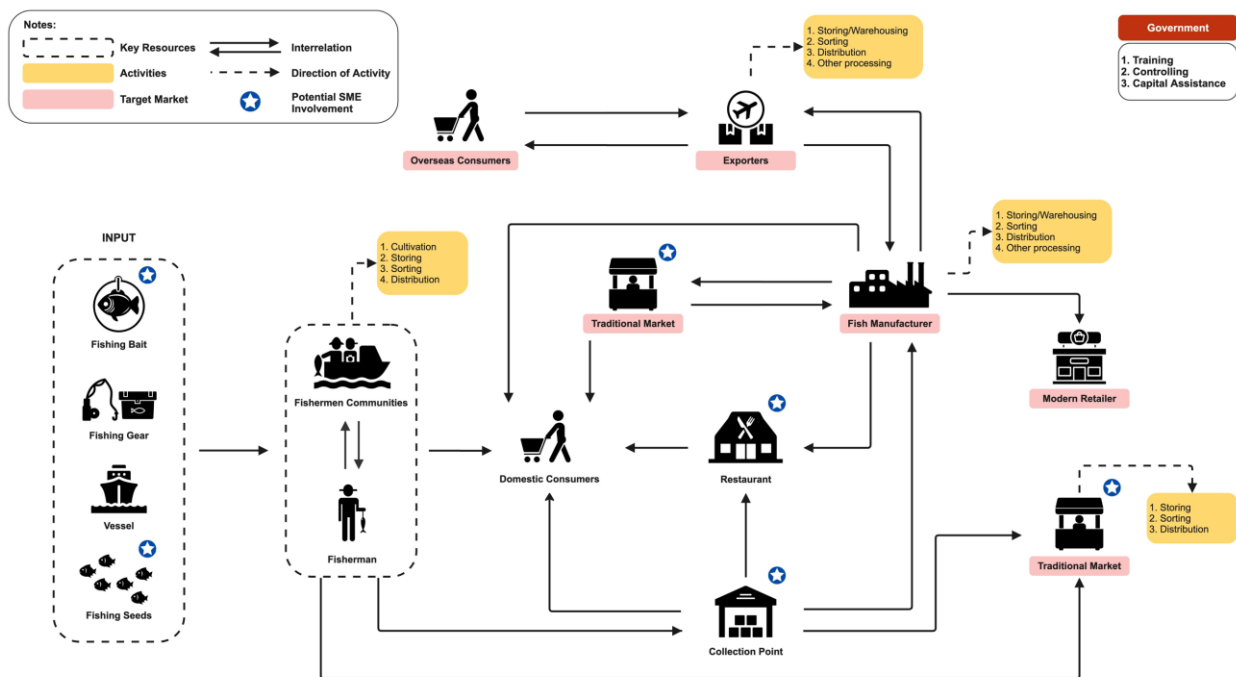 Notes:
Key Resources
Interrelation
Activities
Direction of Activity
Target Market
Potential SME
Involvement
1. Storing/Warehousing
2. Sorting
3. Distribution
4. Other processing
Government
1. Training
2. Controlling
3. Capital Assistance
Overseas Consumers
Exporters
INPUT
1. Cultivation
2. Storing
3. Sorting
4. Distribution
1. Storing/Warehousing
2. Sorting
3. Distribution
4. Other processing
Fishing Bait
Traditional Market
Fish Manufacturer
Fishermen Communities
Modern Retailer
Fishing Gear
Domestic Consumers
Restaurant
Vessel
Fisherman
1. Storing
2. Sorting
3. Distribution
Traditional Market
Fishing Seeds
Collection Point